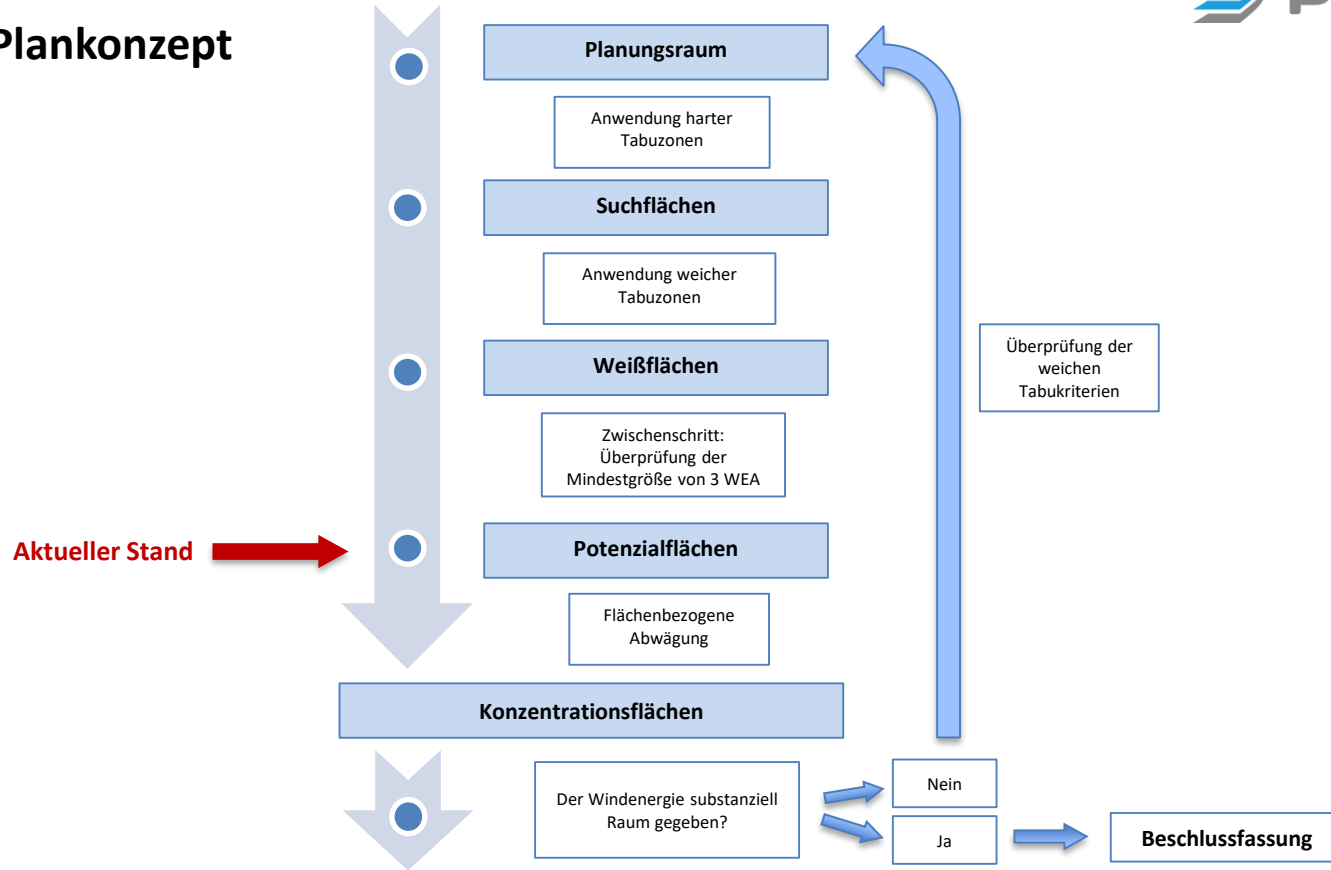 Plankonzept
Planungsraum
Anwendung harter
Tabuzonen
Suchflächen
Anwendung weicher
Tabuzonen
Weißflächen
Überprüfung der
weichen
Tabukriterien
Zwischenschritt:
Überprüfung der
Mindestgröße von 3 WEA
Aktueller Stand
Potenzialflächen
Flächenbezogene
Abwägung
Konzentrationsflächen
Der Windenergie substanziell
Raum gegeben?
Nein
Ja
Beschlussfassung